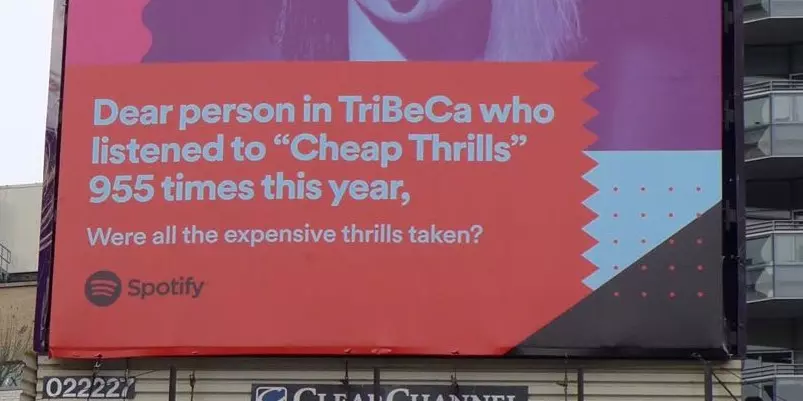 Dear person in TriBeCa who
listened to “Cheap Thrills”
955 times this year,
Were all the expensive thrills taken?
Spotify
022227
CLEAR CHANNEL